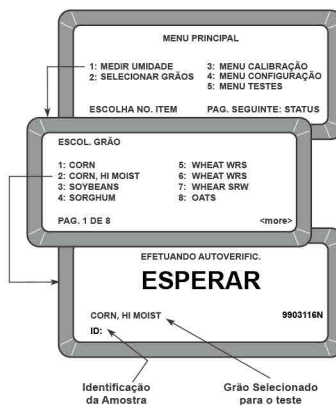 MENU PRINCIPAL
1: MEDIR UMIDADE 3: MENU CALIBRAÇÃO
2: SELECIONAR GRÃOS 4: MENU CONFIGURAÇÃO
5: MENU TESTES
ESCOLHA NO. ITEM PAG. SEGUINTE: STATUS
ESCOL. GRÃO
1: CORN 5: WHEAT WRS
2: CORN, HI MOIST 6: WHEAT WRS
3: SOYBEANS 7: WHEAR SRW
4: SORGHUM 8: OATS
PAG. 1 DE 8 <more>
EFETUANDO AUTOVERIFIC.
ESPERAR
CORN, HI MOIST 9903116N
ID:
Identificação da Amostra
Grão Selecionado para o teste